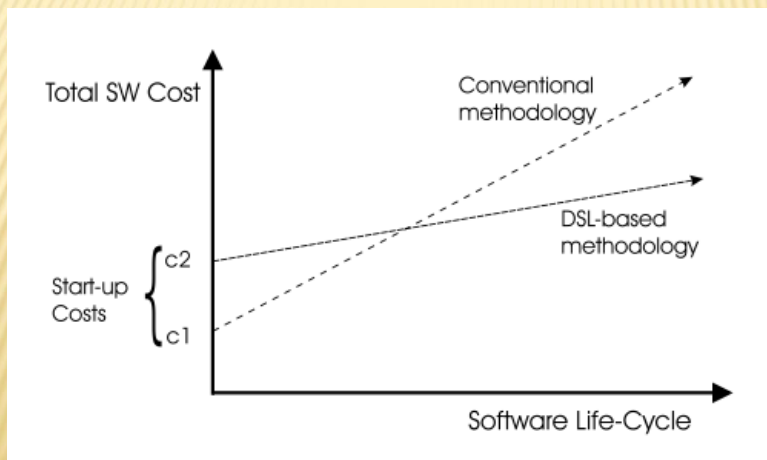 Total SW Cost
Conventional
methodology
DSL-based
methodology
c2
Start-up
Costs
c1
Software Life-Cycle